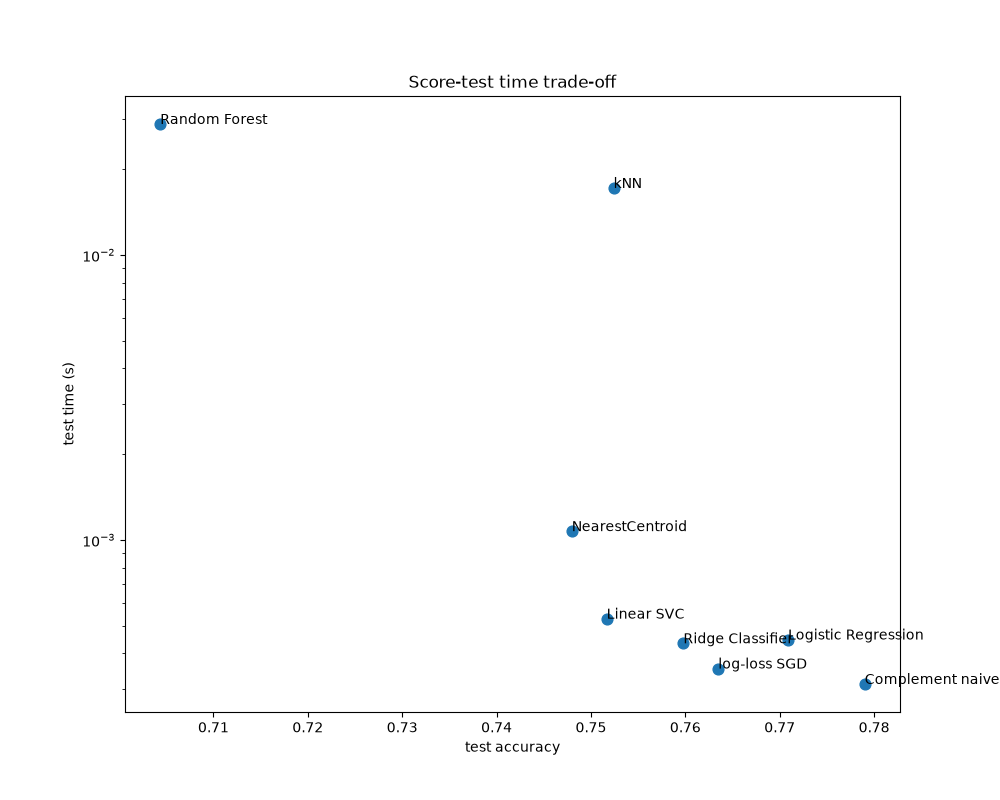 Score-test time trade-off
Random Forest
kNN
10⁻²
test time (s)
NearestCentroid
10⁻³
Linear SVC
Logistic Regression
Ridge Classifier
log-loss SGD
Complement naive
0.71 0.72 0.73 0.74 0.75 0.76 0.77 0.78
test accuracy